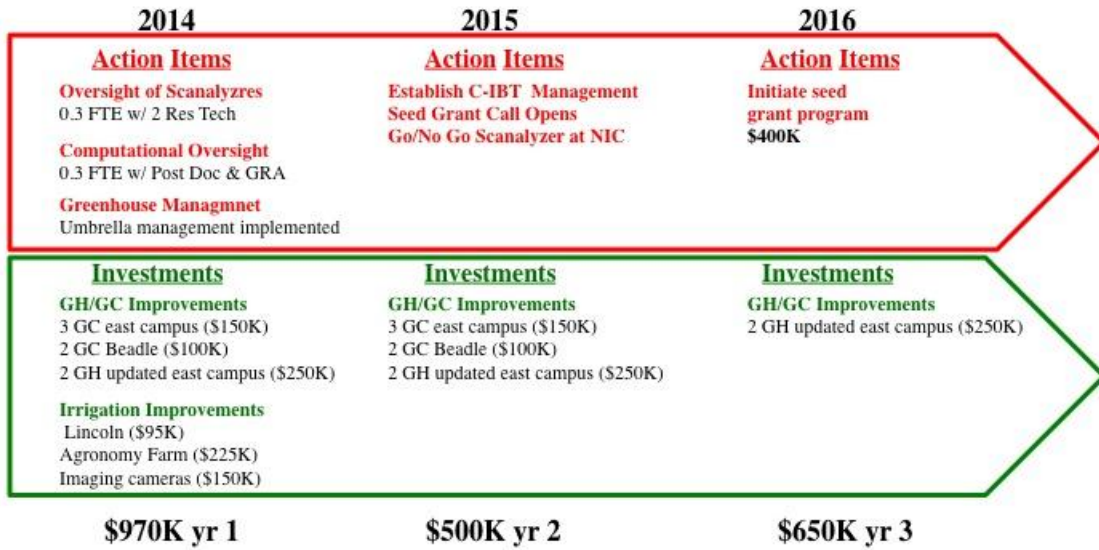 2014
2015
2016
Action Items
Oversight of Scanalyzres
0.3 FTE w/ 2 Res Tech
Computational Oversight
0.3 FTE w/ Post Doc & GRA
Greenhouse Managmnet
Umbrella management implemented
Action Items
Establish C-IBT Management
Seed Grant Call Opens
Go/No Go Scanalyzer at NIC
Action Items
Initiate seed
grant program
$400K
Investments
GH/GC Improvements
3 GC east campus ($150K)
2 GC Beadle ($100K)
2 GH updated east campus ($250K)
Irrigation Improvements
Lincoln ($95K)
Agronomy Farm ($225K)
Imaging cameras ($150K)
Investments
GH/GC Improvements
3 GC east campus ($150K)
2 GC Beadle ($100K)
2 GH updated east campus ($250K)
Investments
GH/GC Improvements
2 GH updated east campus ($250K)
$970K yr 1
$500K yr 2
$650K yr 3